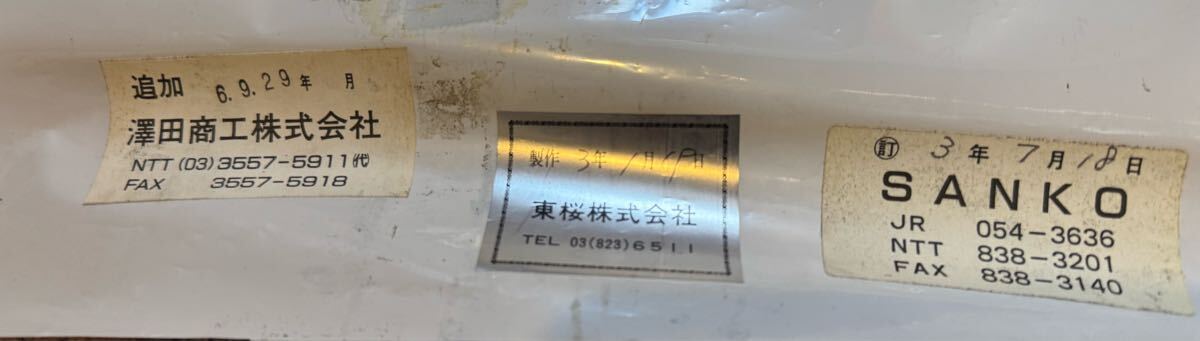 追加 6.9.29年 月
澤田商工株式会社
NTT (03)3557-5911㈹
FAX 3557-5918
製作 3年1月19日
東桜株式会社
TEL 03(823)6511
訂 3年7月18日
SANKO
JR 054-3636
NTT 838-3201
FAX 838-3140